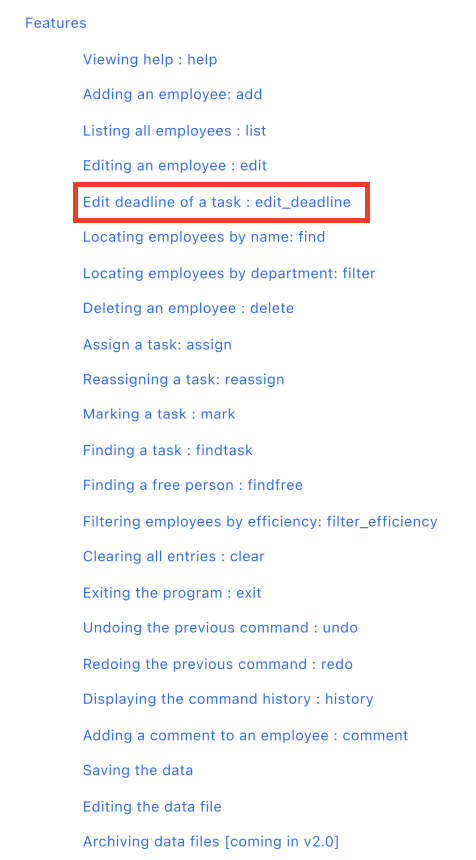 Features
Viewing help : help
Adding an employee: add
Listing all employees : list
Editing an employee : edit
Edit deadline of a task : edit_deadline
Locating employees by name: find
Locating employees by department: filter
Deleting an employee : delete
Assign a task: assign
Reassigning a task: reassign
Marking a task : mark
Finding a task : findtask
Finding a free person : findfree
Filtering employees by efficiency: filter_efficiency
Clearing all entries : clear
Exiting the program : exit
Undoing the previous command : undo
Redoing the previous command : redo
Displaying the command history : history
Adding a comment to an employee : comment
Saving the data
Editing the data file
Archiving data files [coming in v2.0]